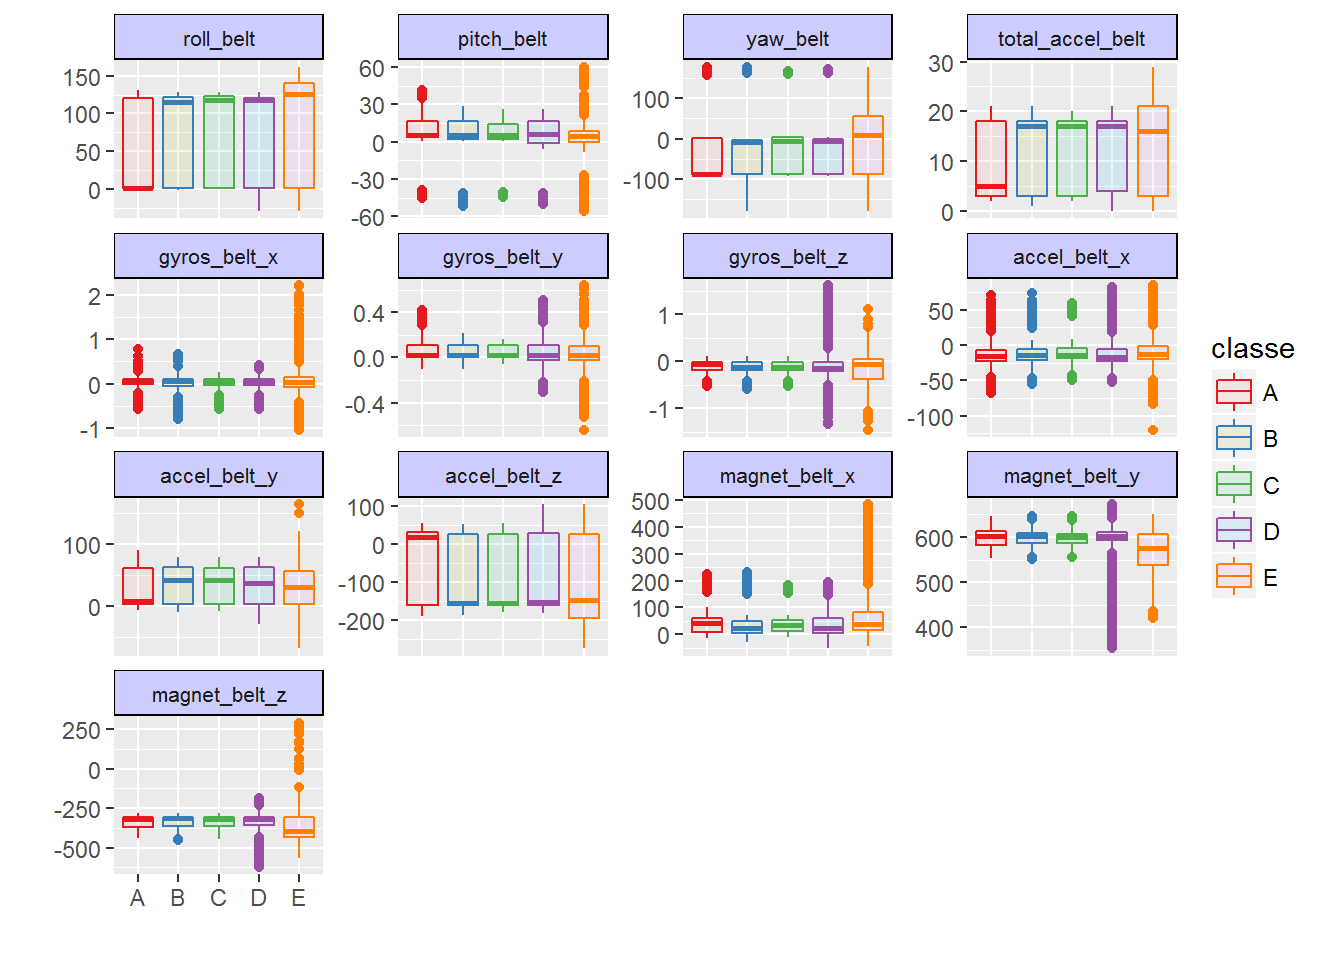 roll_belt
pitch_belt
yaw_belt
total_accel_belt
150
100
50
0
60
30
0
-30
-60
100
0
-100
30
20
10
0
gyros_belt_x
gyros_belt_y
gyros_belt_z
accel_belt_x
2
1
0
-1
0.4
0.0
-0.4
1
0
-1
50
0
-50
-100
accel_belt_y
accel_belt_z
magnet_belt_x
magnet_belt_y
100
0
100
0
-100
-200
500
400
300
200
100
0
600
500
400
magnet_belt_z
250
0
-250
-500
A B C D E
classe
A
B
C
D
E